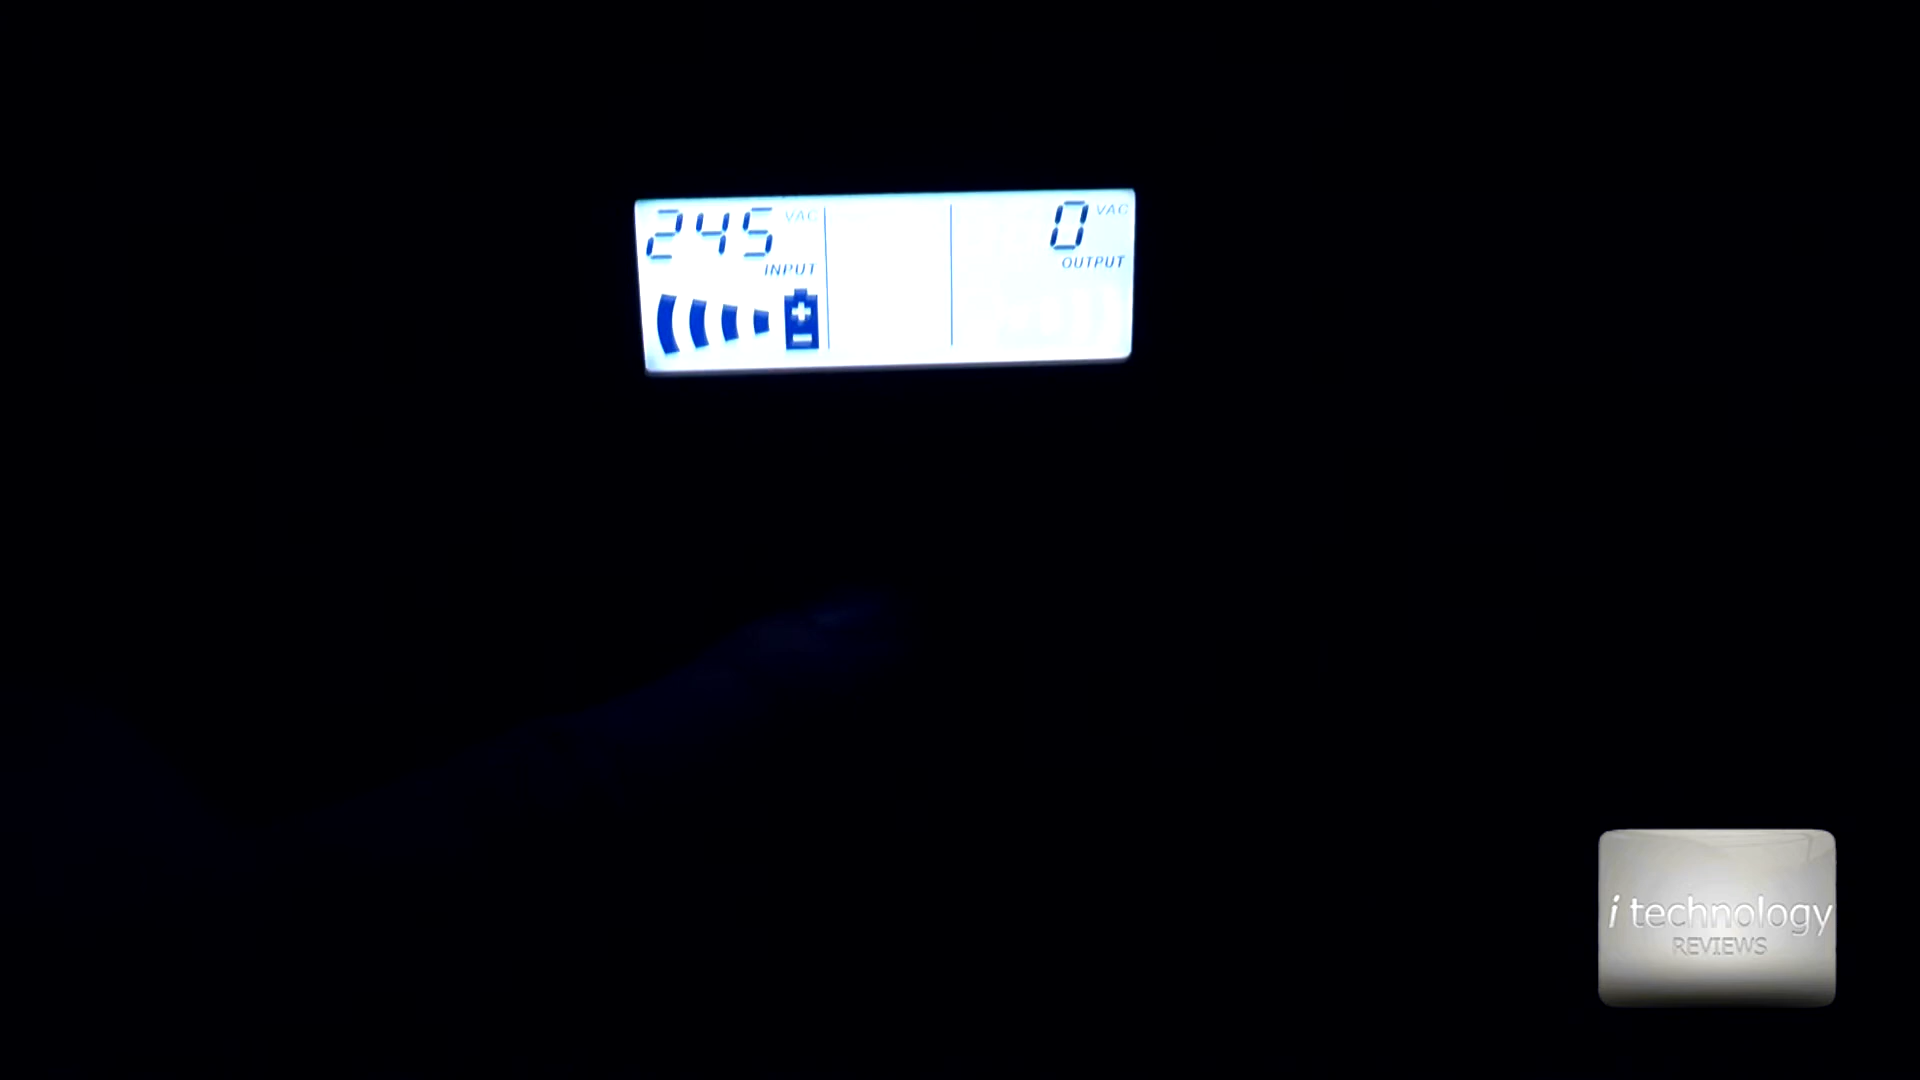 245 VAC
INPUT
0 VAC
OUTPUT
i technology
REVIEWS